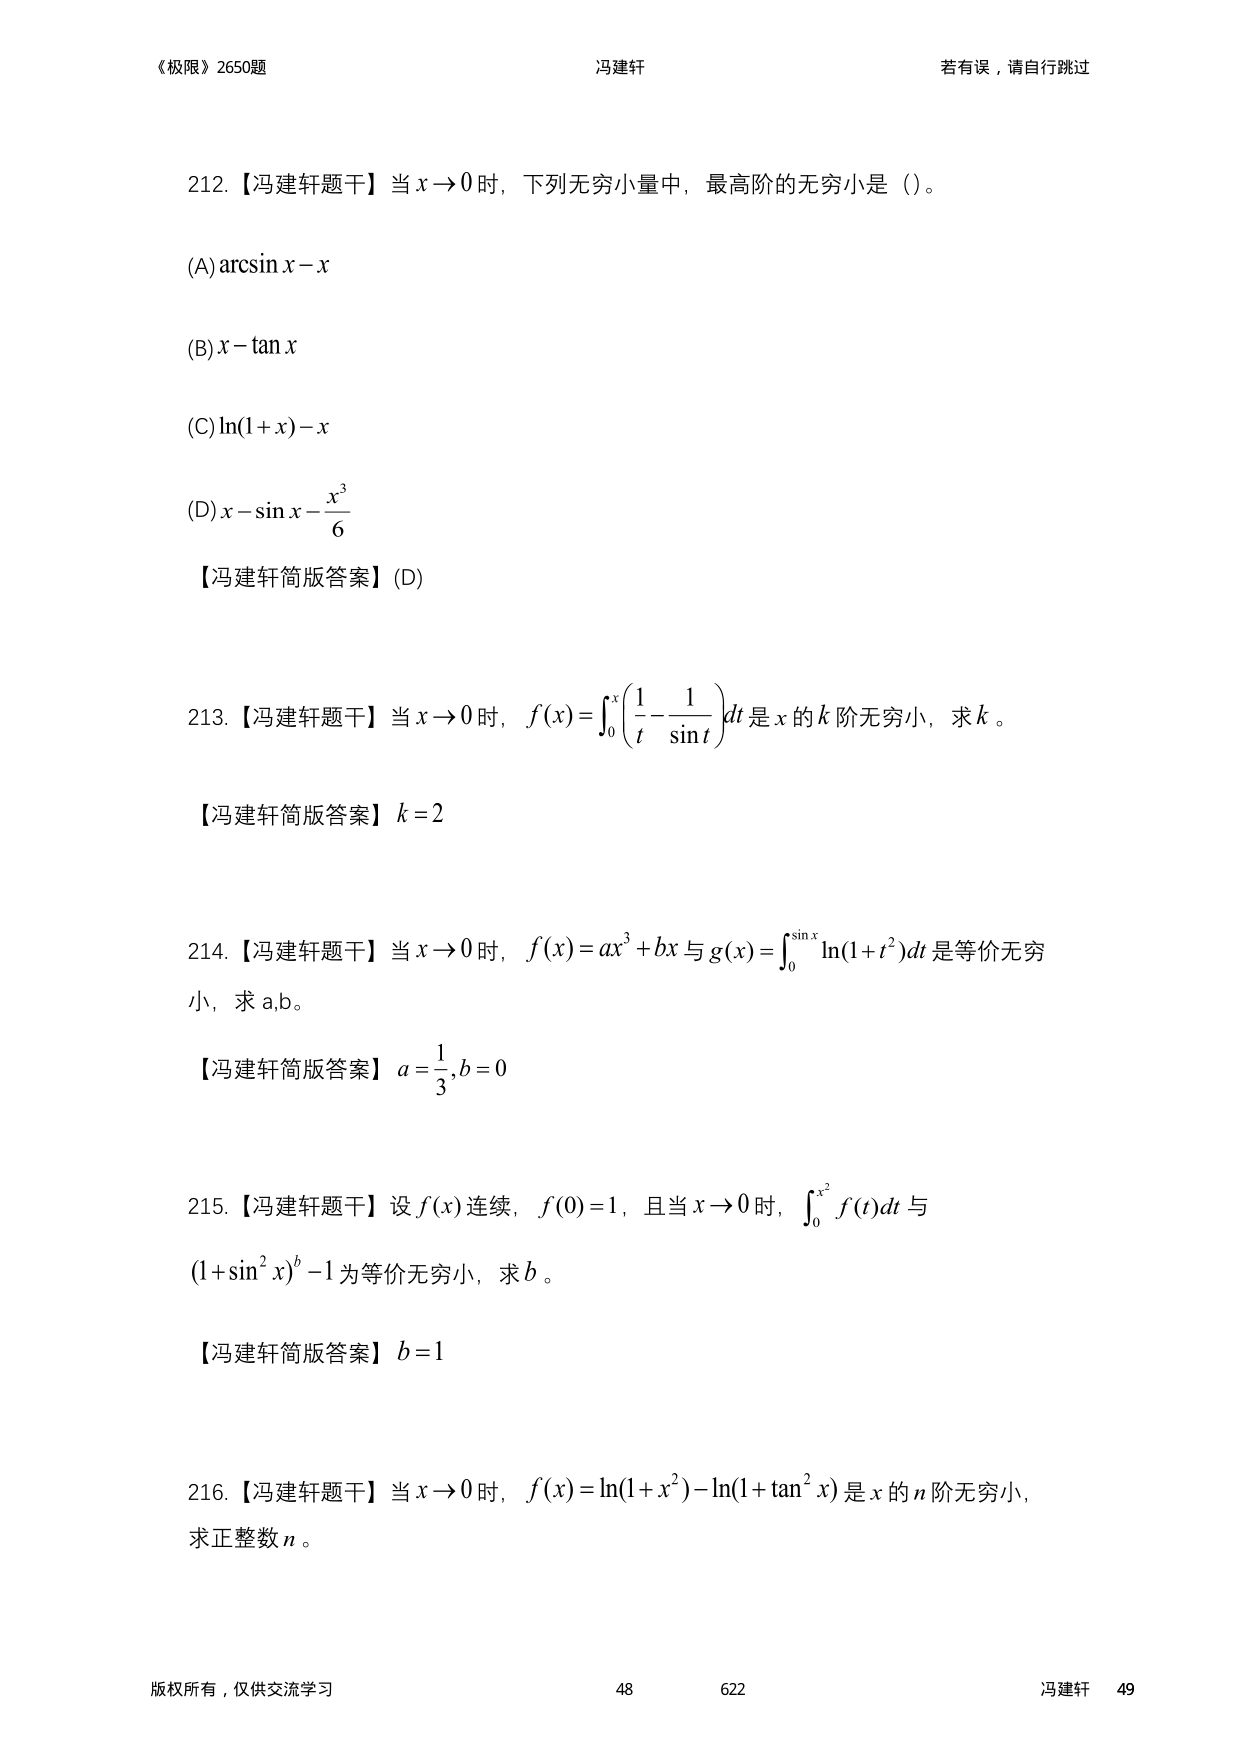 《极限》2650题 冯建轩 若有误，请自行跳过
212.【冯建轩题干】当 x→0 时，下列无穷小量中，最高阶的无穷小是（）。
(A) arcsin x − x
(B) x − tan x
(C) ln(1+x) − x
(D) x − sin x − x³/6
【冯建轩简版答案】(D)
213.【冯建轩题干】当 x→0 时，f(x) = ∫₀ˣ (1/t − 1/sin t) dt 是 x 的 k 阶无穷小，求 k 。
【冯建轩简版答案】 k = 2
214.【冯建轩题干】当 x→0 时，f(x) = ax³ + bx 与 g(x) = ∫₀^(sin x) ln(1+t²)dt 是等价无穷
小，求 a,b。
【冯建轩简版答案】 a = 1/3, b = 0
215.【冯建轩题干】设 f(x) 连续，f(0) = 1，且当 x→0 时，∫₀^(x²) f(t)dt 与
(1+sin² x)ᵇ − 1 为等价无穷小，求 b 。
【冯建轩简版答案】 b = 1
216.【冯建轩题干】当 x→0 时，f(x) = ln(1+x²) − ln(1+tan² x) 是 x 的 n 阶无穷小，
求正整数 n 。
版权所有，仅供交流学习 48 622 冯建轩 49